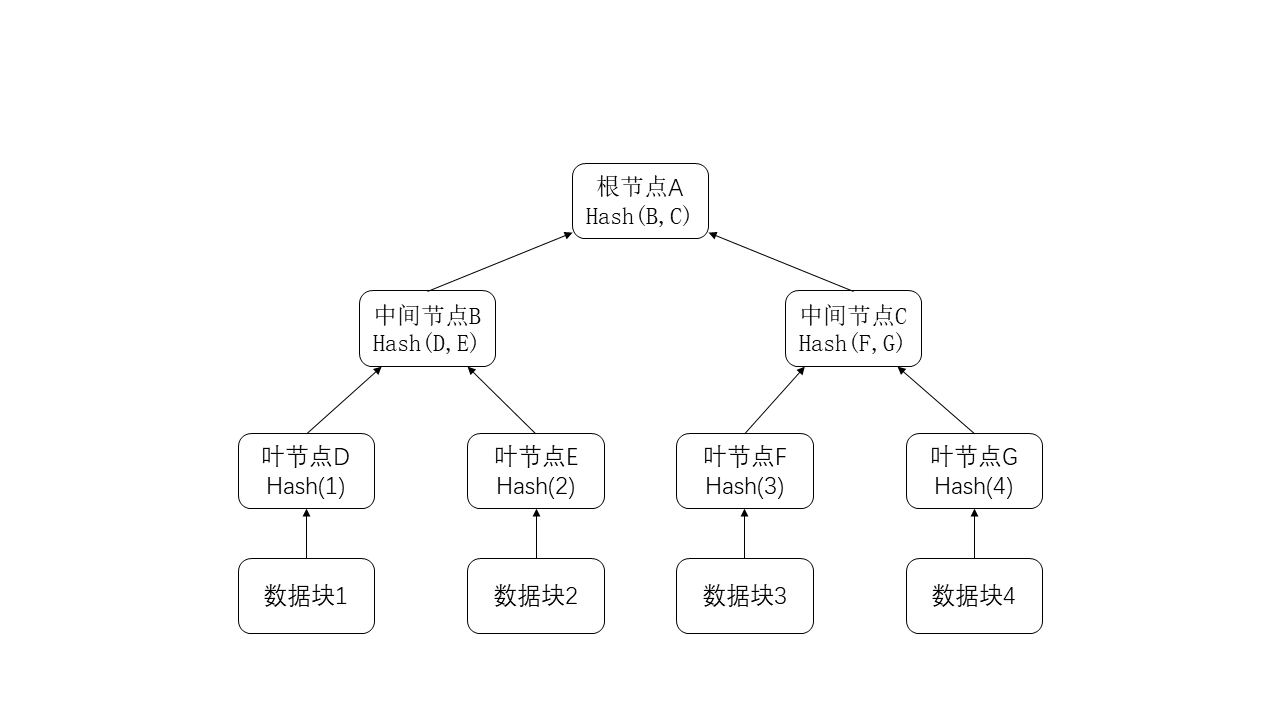 根节点A
Hash(B,C)
中间节点B
Hash(D,E)
中间节点C
Hash(F,G)
叶节点D
Hash(1)
叶节点E
Hash(2)
叶节点F
Hash(3)
叶节点G
Hash(4)
数据块1
数据块2
数据块3
数据块4